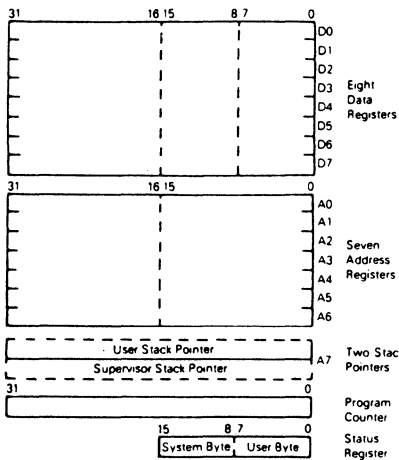 31 16 15 8 7 0
D0
D1
D2
D3
D4
D5
D6
D7
Eight
Data
Registers
31 16 15 0
A0
A1
A2
A3
A4
A5
A6
Seven
Address
Registers
User Stack Pointer
Supervisor Stack Pointer
A7
Two Stac
Pointers
31 0
Program
Counter
15 8 7 0
System Byte User Byte
Status
Register